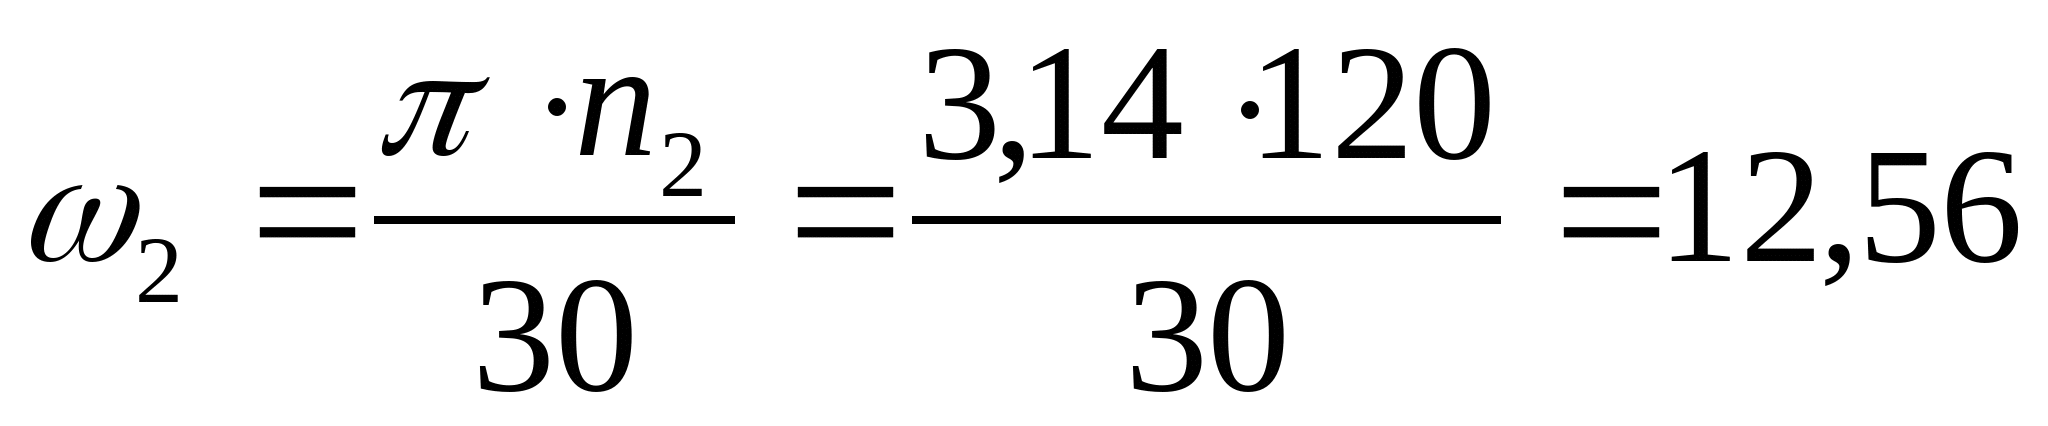 ω₂ = π · n₂ / 30 = 3,14 · 120 / 30 = 12,56